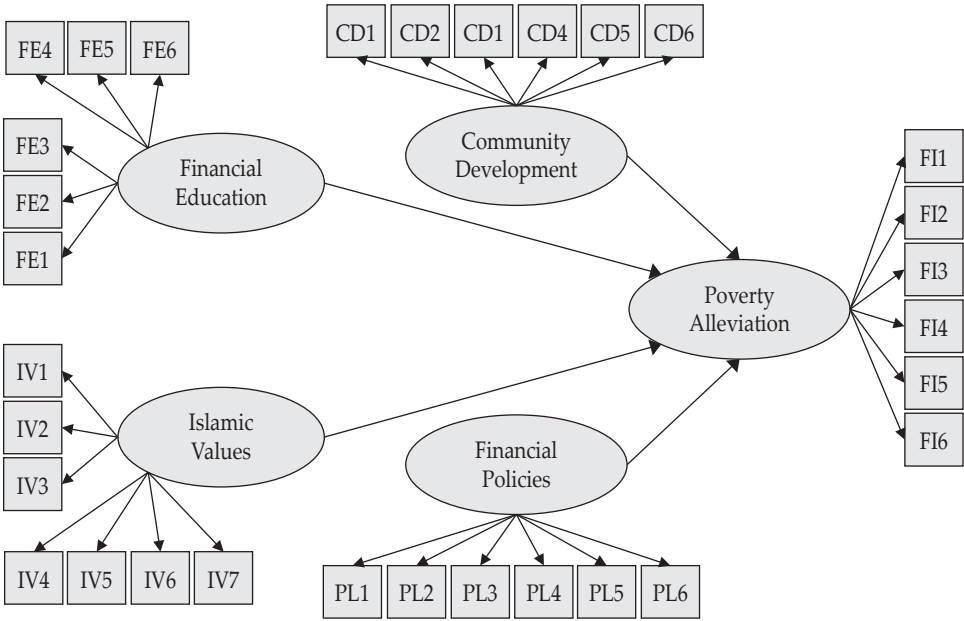 FE4 FE5 FE6
CD1 CD2 CD1 CD4 CD5 CD6
FE3
FE2
FE1
Financial
Education
Community
Development
FI1
FI2
FI3
FI4
FI5
FI6
Poverty
Alleviation
IV1
IV2
IV3
Islamic
Values
Financial
Policies
IV4 IV5 IV6 IV7
PL1 PL2 PL3 PL4 PL5 PL6